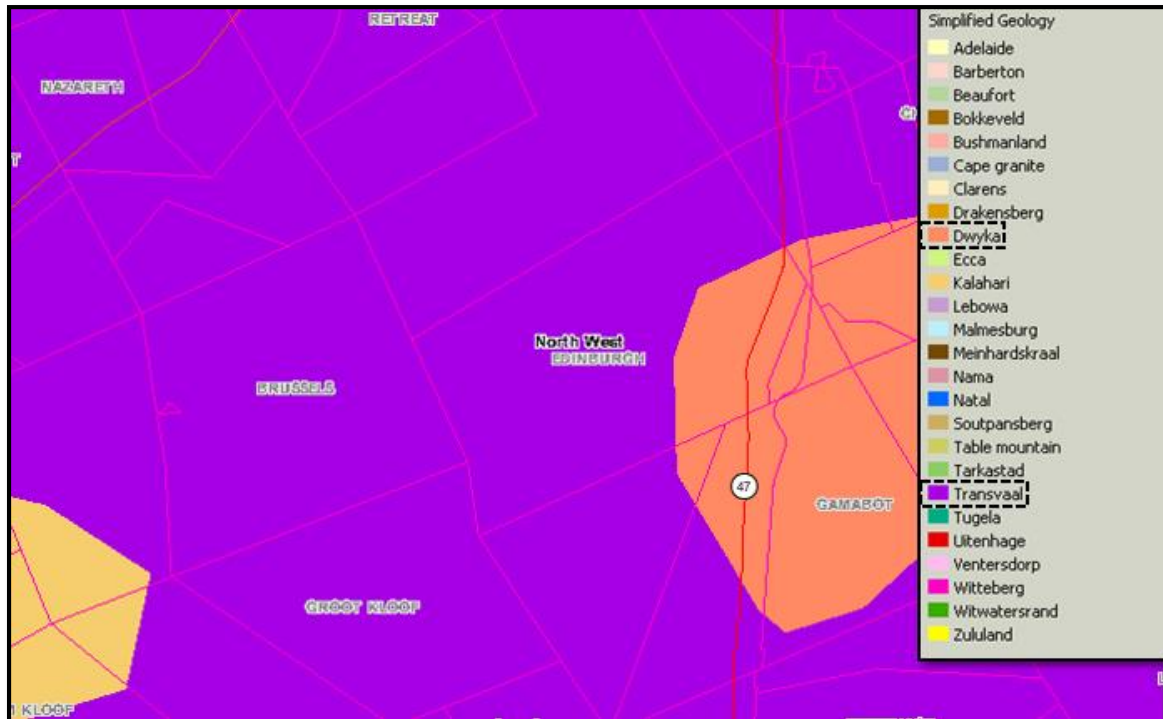 RETREAT
NAZARETH
CH
T
North West
EDINBURGH
BRUSSELS
47
GAMABOT
GROOT KLOOF
M KLOOF
L
Simplified Geology
Adelaide
Barberton
Beaufort
Bokkeveld
Bushmanland
Cape granite
Clarens
Drakensberg
Dwyka
Ecca
Kalahari
Lebowa
Malmesburg
Meinhardskraal
Nama
Natal
Soutpansberg
Table mountain
Tarkastad
Transvaal
Tugela
Uitenhage
Ventersdorp
Witteberg
Witwatersrand
Zululand